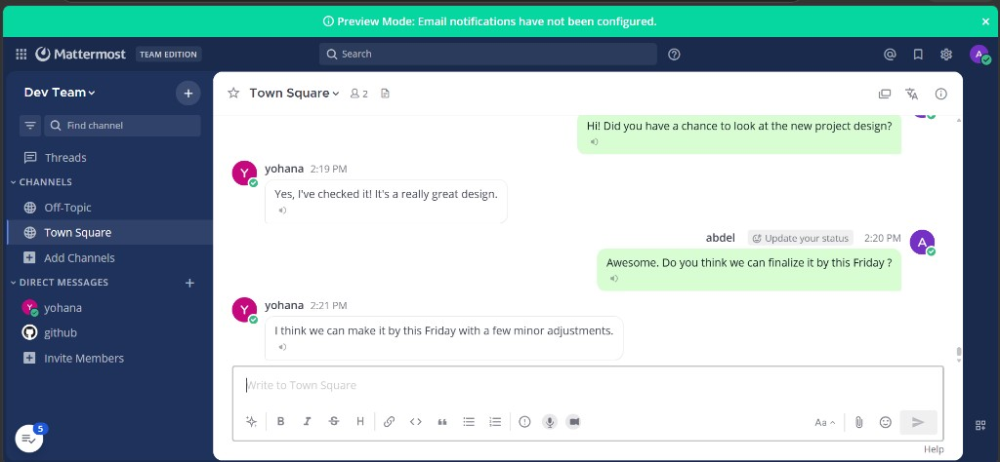 Preview Mode: Email notifications have not been configured.
Mattermost TEAM EDITION
Search
A
Dev Team
Find channel
Threads
CHANNELS
Off-Topic
Town Square
Add Channels
DIRECT MESSAGES
Y yohana
github
Invite Members
5
Town Square 2
Hi! Did you have a chance to look at the new project design?
Y yohana 2:19 PM
Yes, I've checked it! It's a really great design.
abdel Update your status 2:20 PM A
Awesome. Do you think we can finalize it by this Friday ?
Y yohana 2:21 PM
I think we can make it by this Friday with a few minor adjustments.
Write to Town Square
B I S H Aa
Help